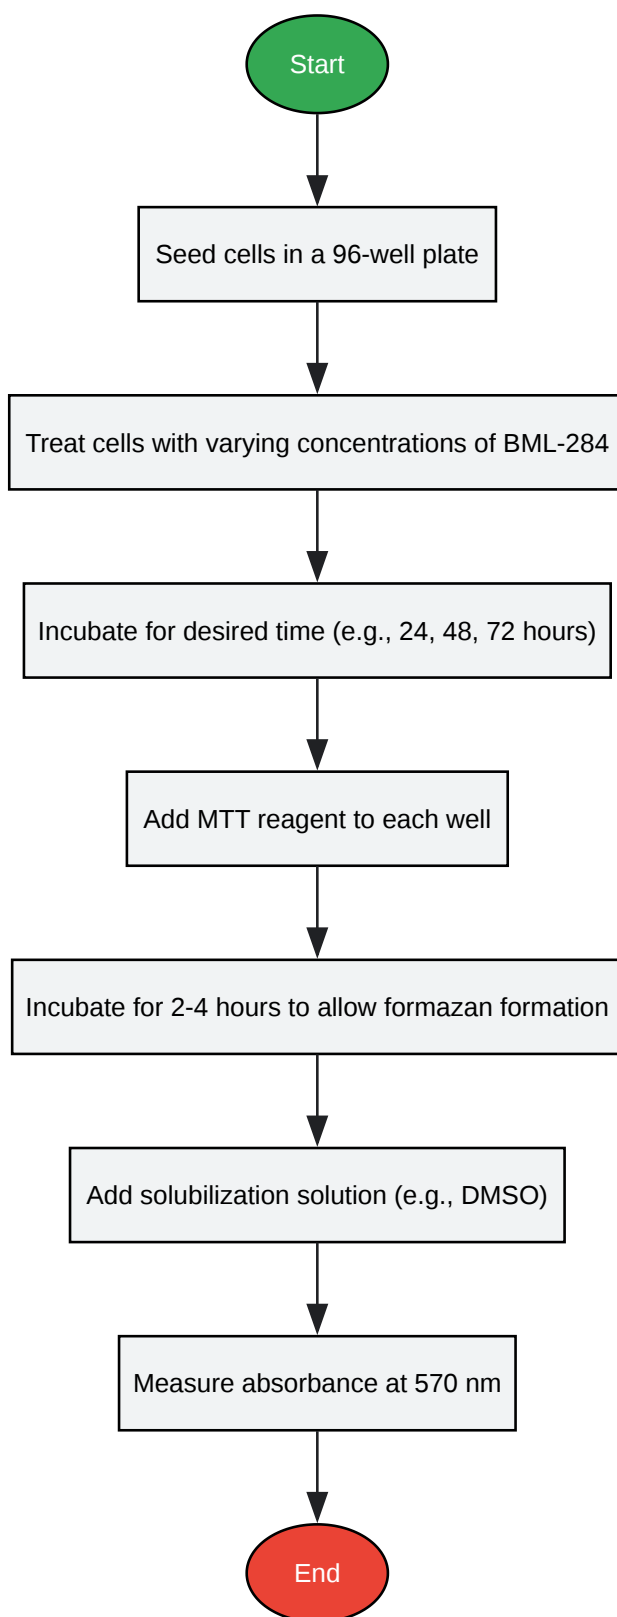 Start
Seed cells in a 96-well plate
Treat cells with varying concentrations of BML-284
Incubate for desired time (e.g., 24, 48, 72 hours)
Add MTT reagent to each well
Incubate for 2-4 hours to allow formazan formation
Add solubilization solution (e.g., DMSO)
Measure absorbance at 570 nm
End